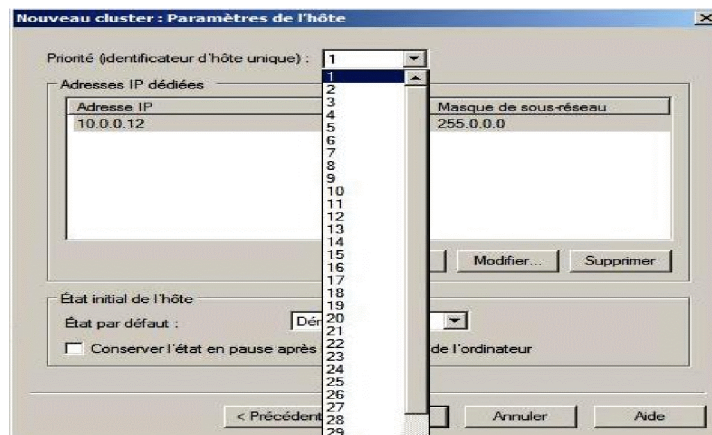 Nouveau cluster : Paramètres de l'hôte
Priorité (identificateur d'hôte unique) : 1
Adresses IP dédiées
Adresse IP
Masque de sous-réseau
10.0.0.12
255.0.0.0
1
2
3
4
5
6
7
8
9
10
11
12
13
14
15
16
17
18
19
20
21
22
23
24
25
26
27
28
29
Modifier...
Supprimer
État initial de l'hôte
État par défaut :
Conserver l'état en pause après
de l'ordinateur
< Précédent
Annuler
Aide